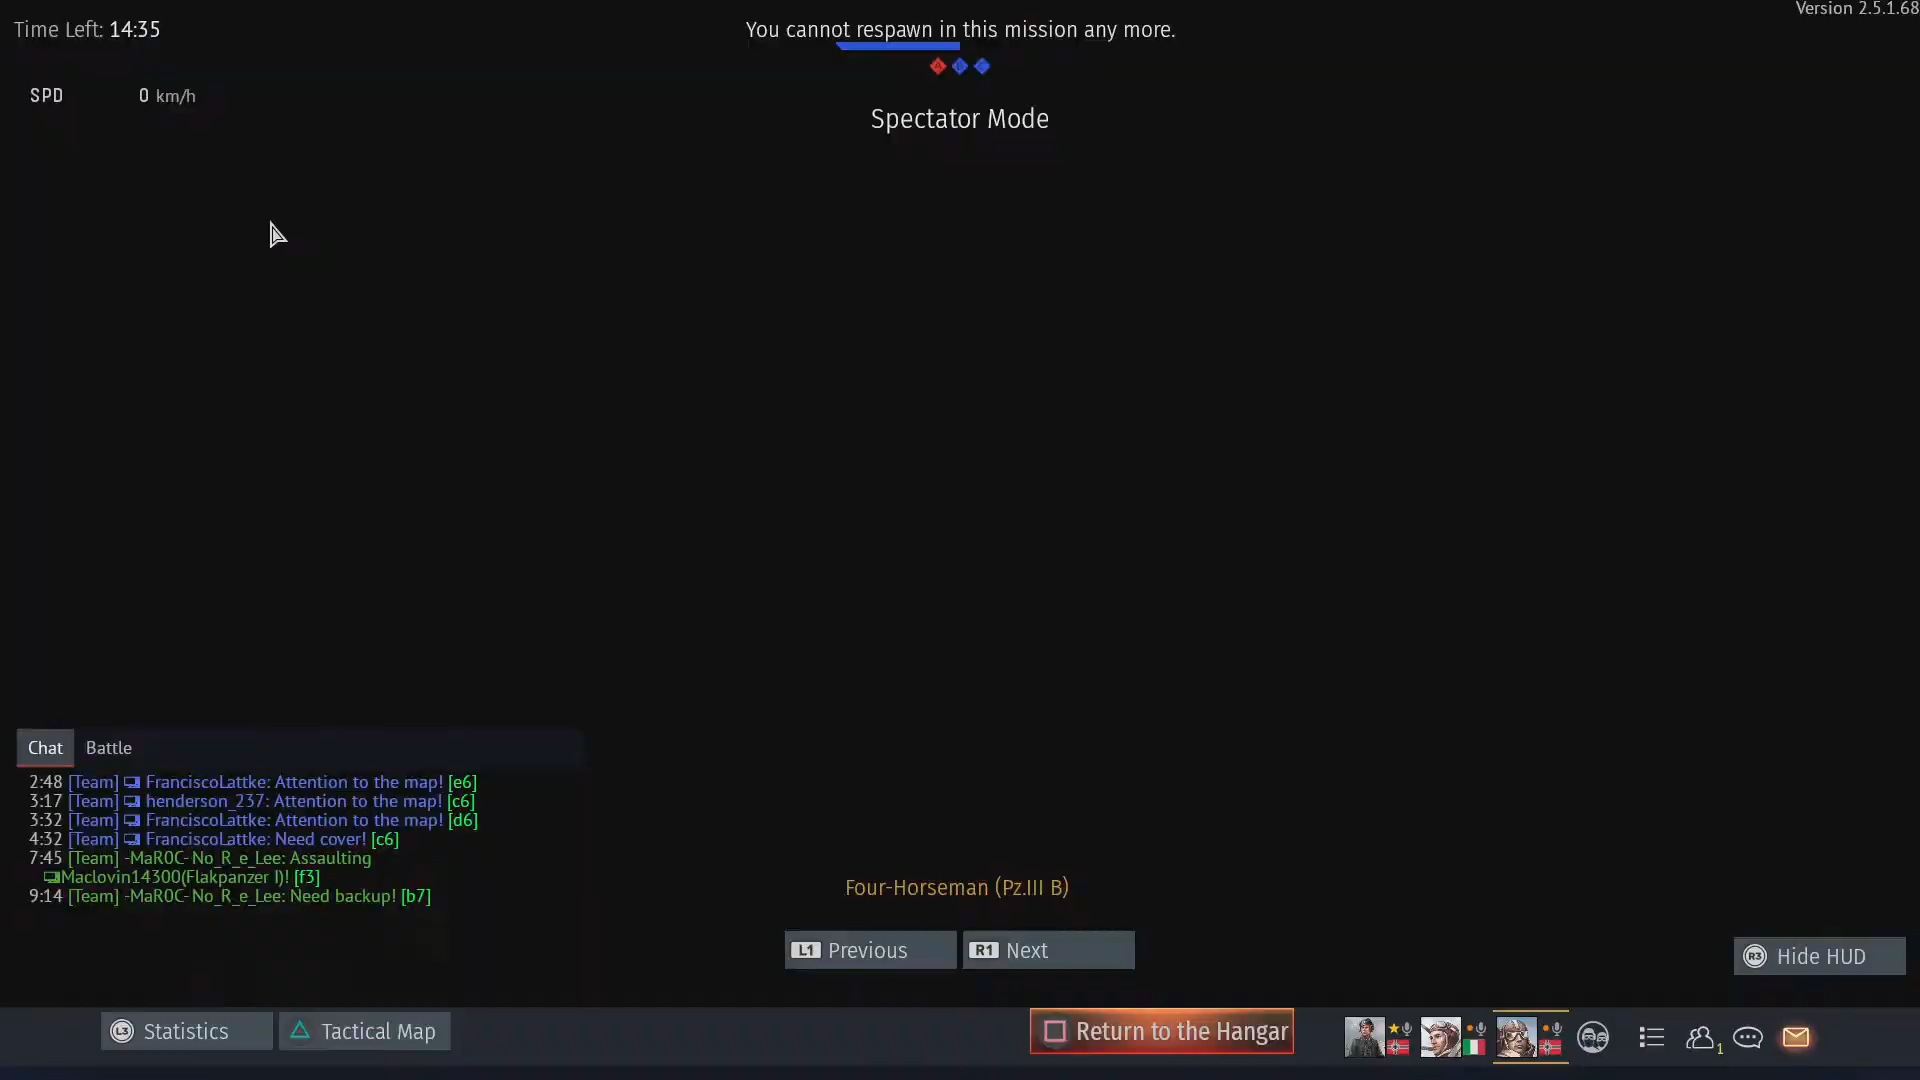 Version 2.5.1.68
Time Left: 14:35
You cannot respawn in this mission any more.
SPD 0 km/h
Spectator Mode
Chat Battle
2:48 [Team] FranciscoLattke: Attention to the map! [e6]
3:17 [Team] henderson_237: Attention to the map! [c6]
3:32 [Team] FranciscoLattke: Attention to the map! [d6]
4:32 [Team] FranciscoLattke: Need cover! [c6]
7:45 [Team] -MaR0C- No_R_e_Lee: Assaulting
Maclovin14300(Flakpanzer I)! [f3]
9:14 [Team] -MaR0C- No_R_e_Lee: Need backup! [b7]
Four-Horseman (Pz.III B)
L1 Previous R1 Next
R3 Hide HUD
L3 Statistics Tactical Map
Return to the Hangar
1